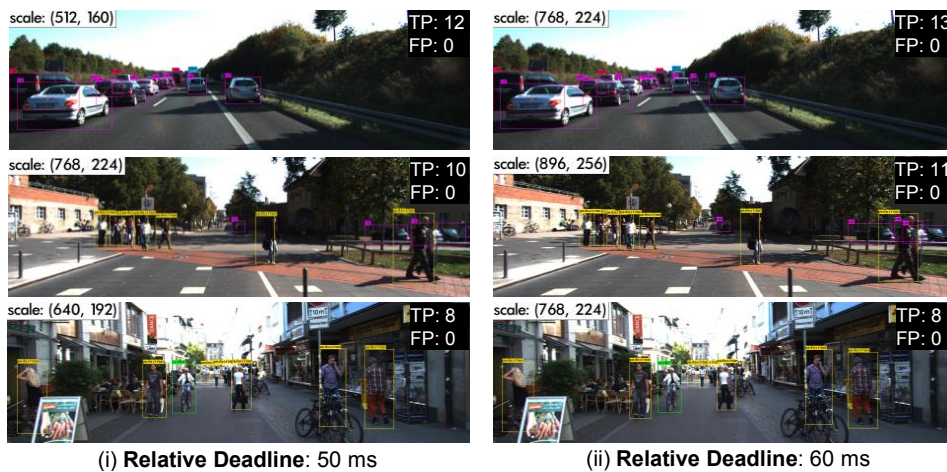 scale: (512, 160)
TP: 12
FP: 0
scale: (768, 224)
TP: 13
FP: 0
scale: (768, 224)
TP: 10
FP: 0
scale: (896, 256)
TP: 11
FP: 0
scale: (640, 192)
TP: 8
FP: 0
scale: (768, 224)
TP: 8
FP: 0
(i) Relative Deadline: 50 ms
(ii) Relative Deadline: 60 ms